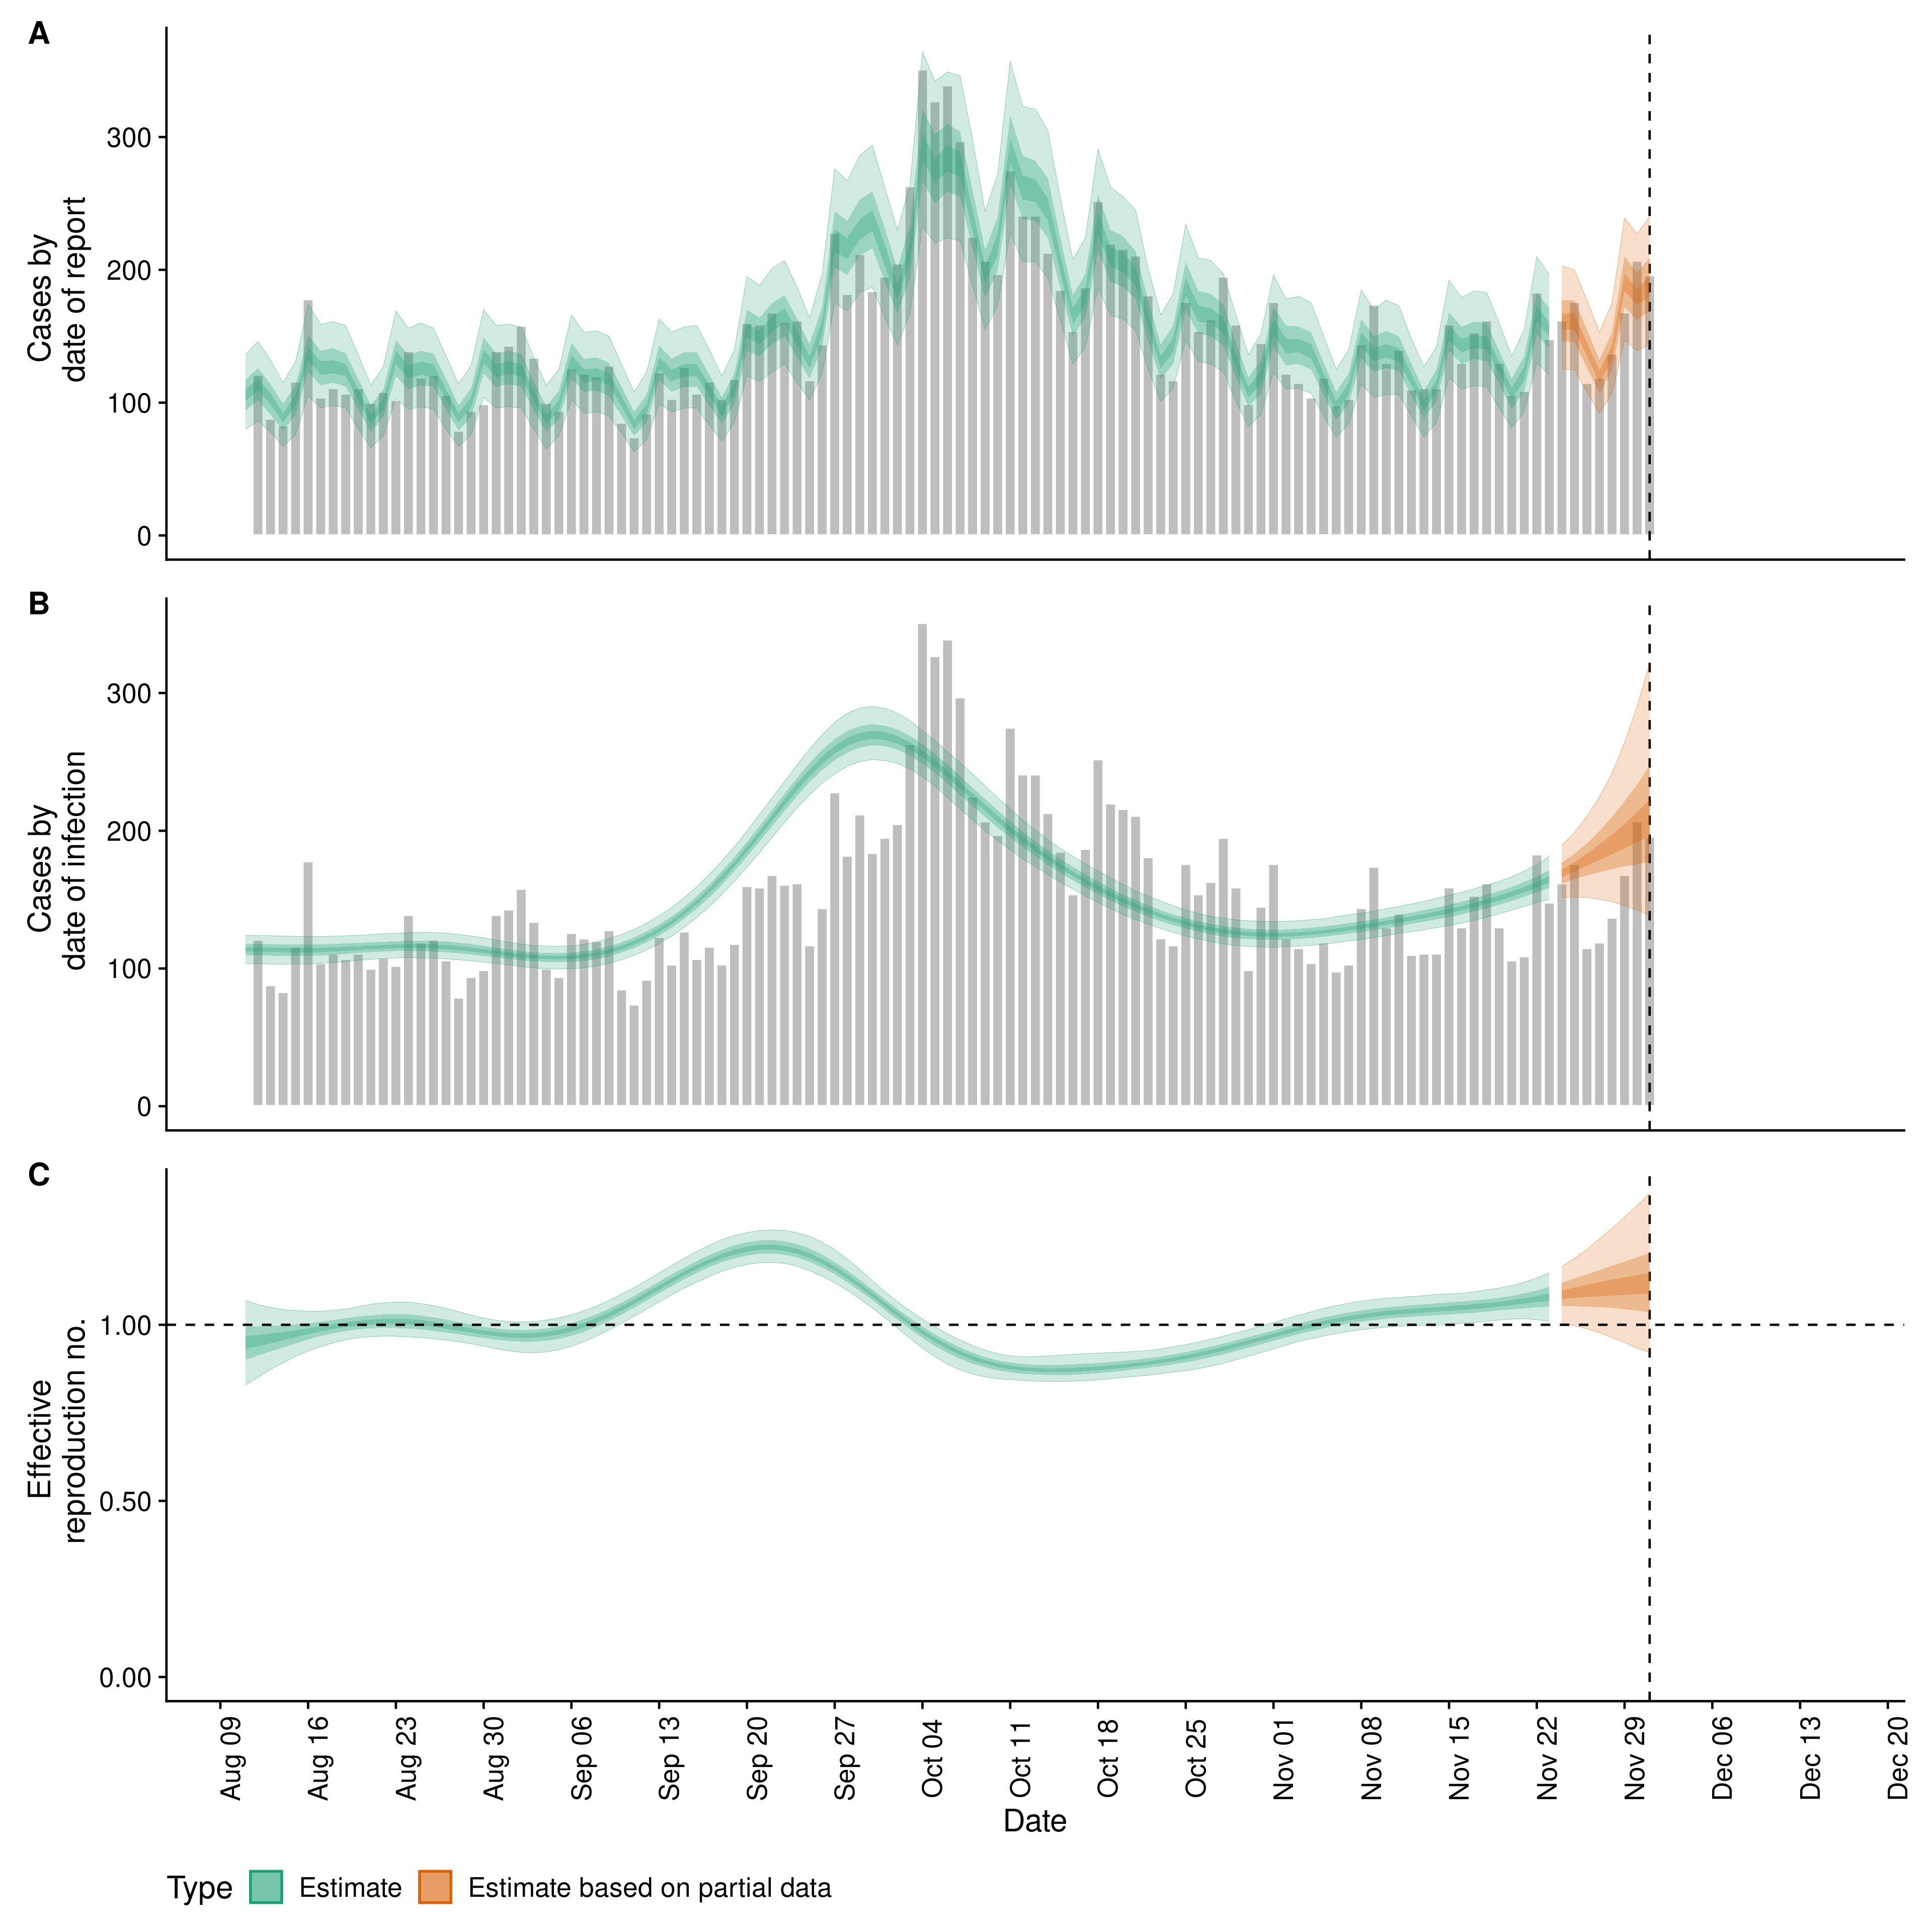 A
Cases by
date of report
300
200
100
0
B
Cases by
date of infection
300
200
100
0
C
Effective
reproduction no.
1.00
0.50
0.00
Aug 09
Aug 16
Aug 23
Aug 30
Sep 06
Sep 13
Sep 20
Sep 27
Oct 04
Oct 11
Oct 18
Oct 25
Nov 01
Nov 08
Nov 15
Nov 22
Nov 29
Dec 06
Dec 13
Dec 20
Date
Type Estimate Estimate based on partial data